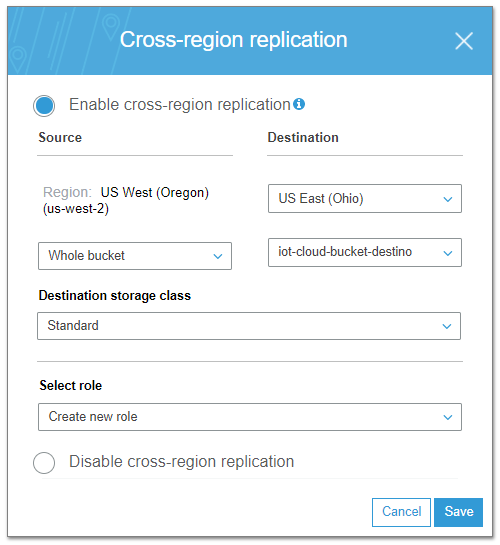 Cross-region replication
Enable cross-region replication
Source
Destination
Region: US West (Oregon)
(us-west-2)
US East (Ohio)
Whole bucket
iot-cloud-bucket-destino
Destination storage class
Standard
Select role
Create new role
Disable cross-region replication
Cancel
Save